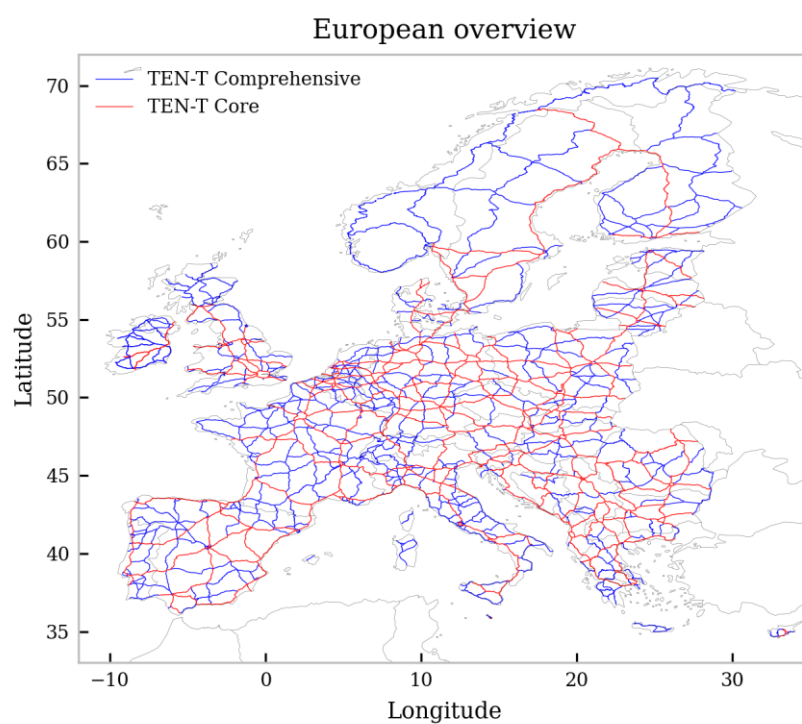 European overview
TEN-T Comprehensive
TEN-T Core
70
65
60
55
50
45
40
35
Latitude
−10
0
10
20
30
Longitude